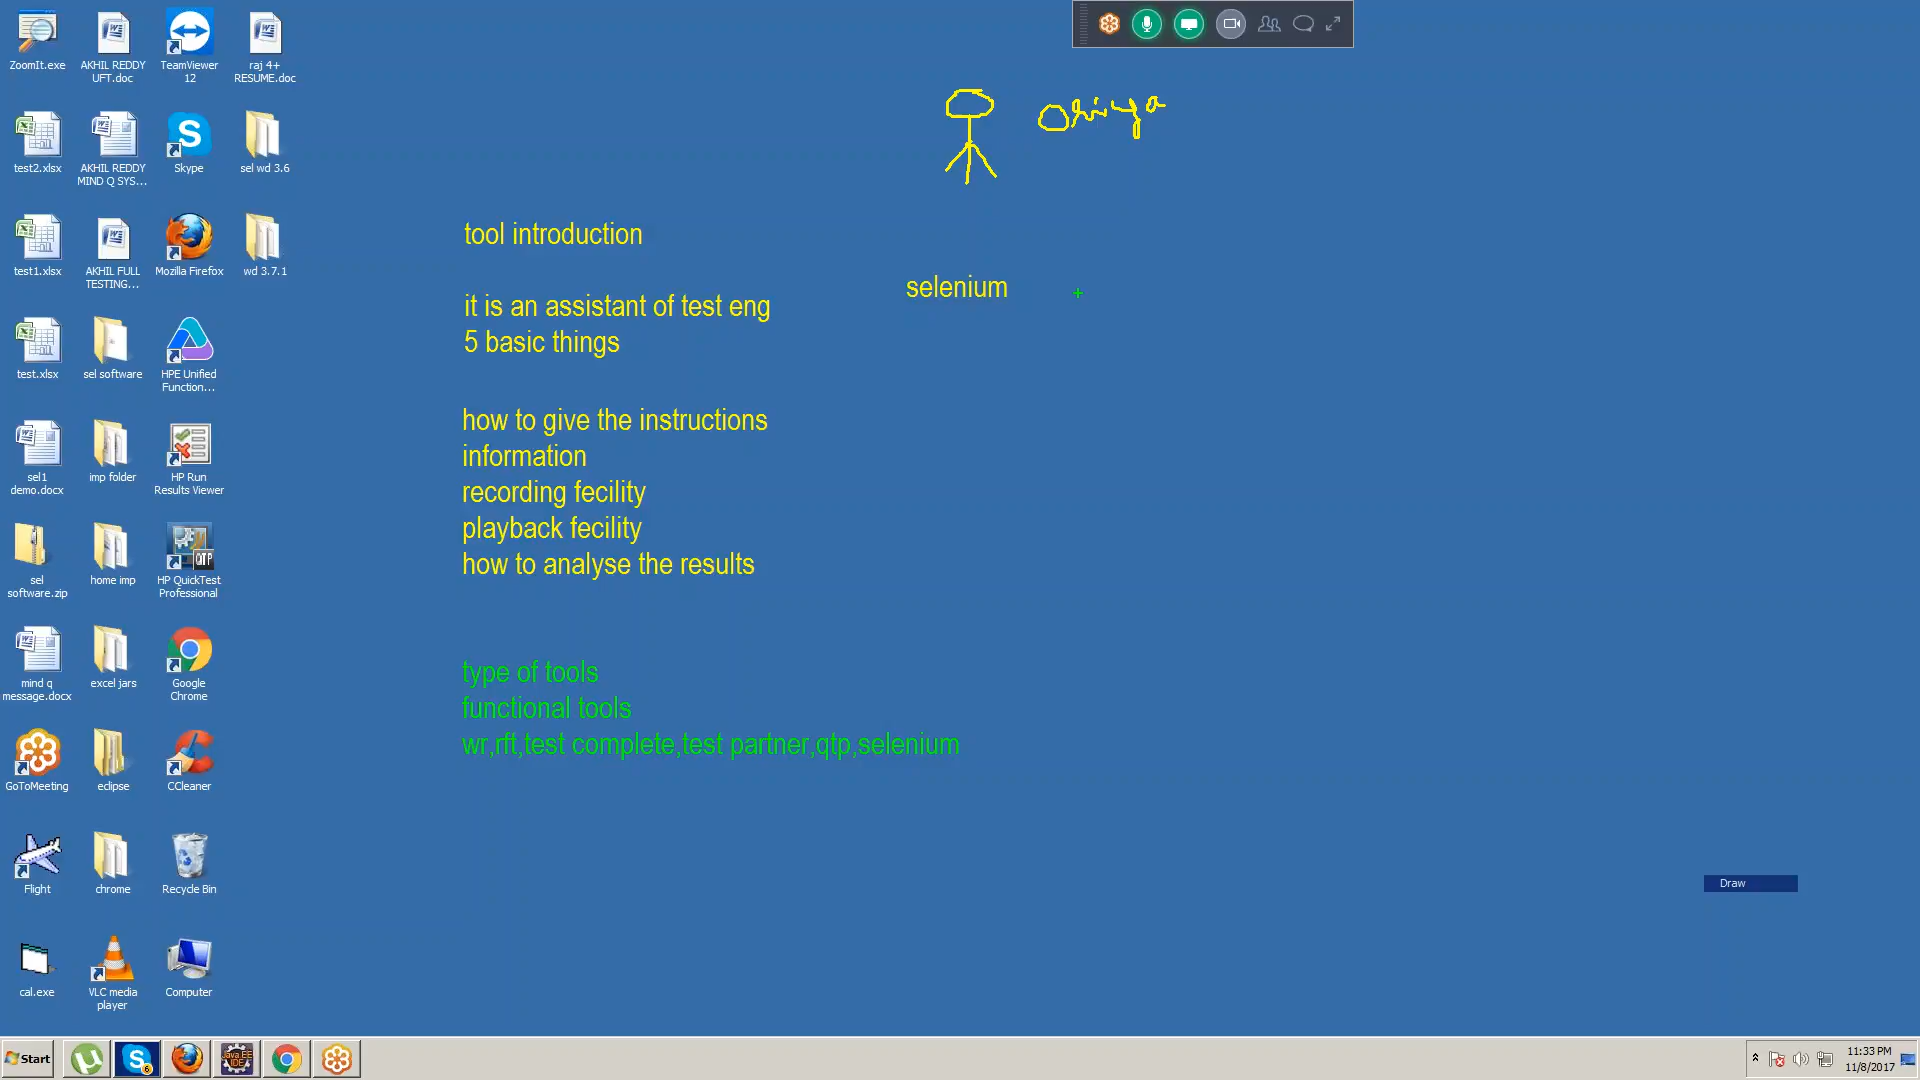 ZoomIt.exe
AKHIL REDDY
UFT.doc
TeamViewer
12
raj 4+
RESUME.doc
test2.xlsx
AKHIL REDDY
MIND Q SYS...
Skype
sel wd 3.6
test1.xlsx
AKHIL FULL
TESTING...
Mozilla Firefox
wd 3.7.1
test.xlsx
sel software
HPE Unified
Function...
sel1
demo.docx
imp folder
HP Run
Results Viewer
sel
software.zip
home imp
QTP
HP QuickTest
Professional
mind q
message.docx
excel jars
Google
Chrome
GoToMeeting
eclipse
CCleaner
Flight
chrome
Recycle Bin
cal.exe
VLC media
player
Computer
tool introduction
selenium
it is an assistant of test eng
5 basic things
how to give the instructions
information
recording fecility
playback fecility
how to analyse the results
type of tools
functional tools
wr,rft,test complete,test partner,qtp,selenium
Draw
Start
Java EE
IDE
11:33 PM
11/8/2017